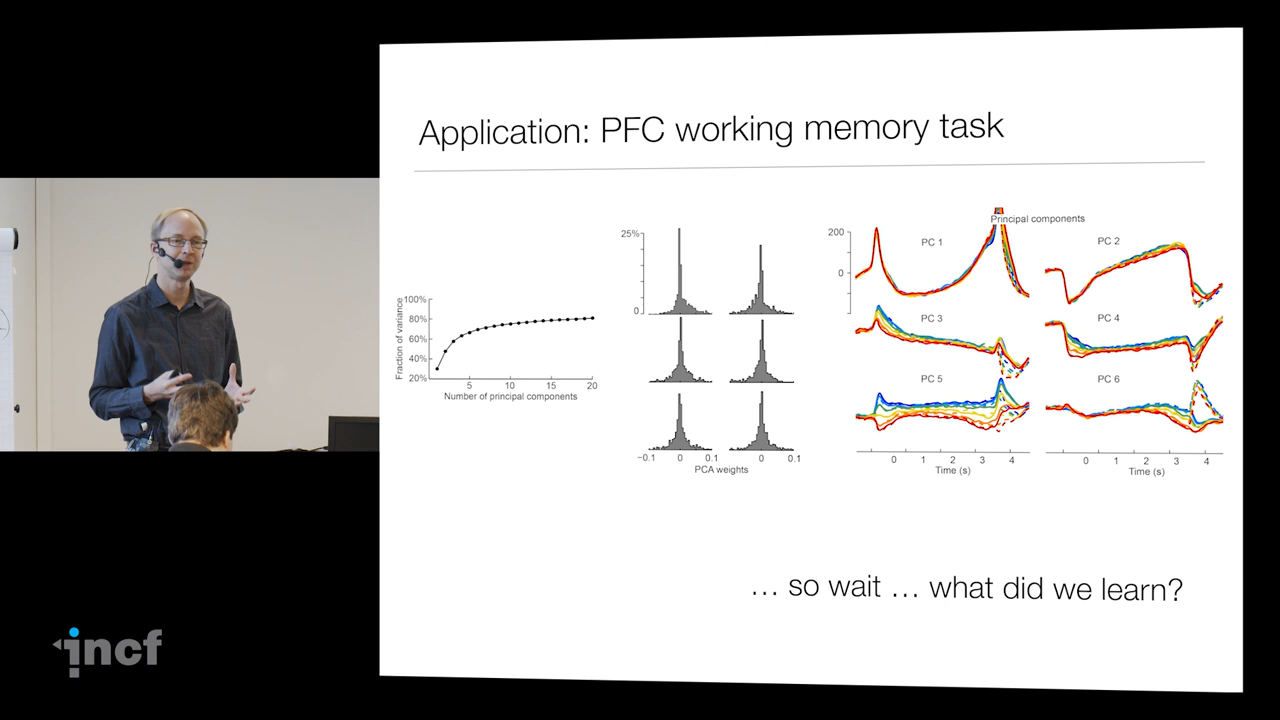 Application: PFC working memory task
100%
80%
60%
40%
20%
Fraction of variance
5 10 15 20
Number of principal components
25%
0
−0.1 0 0.1 0 0.1
PCA weights
Principal components
200
0
PC 1
PC 2
PC 3
PC 4
PC 5
PC 6
0 1 2 3 4
Time (s)
0 1 2 3 4
Time (s)
... so wait ... what did we learn?
incf